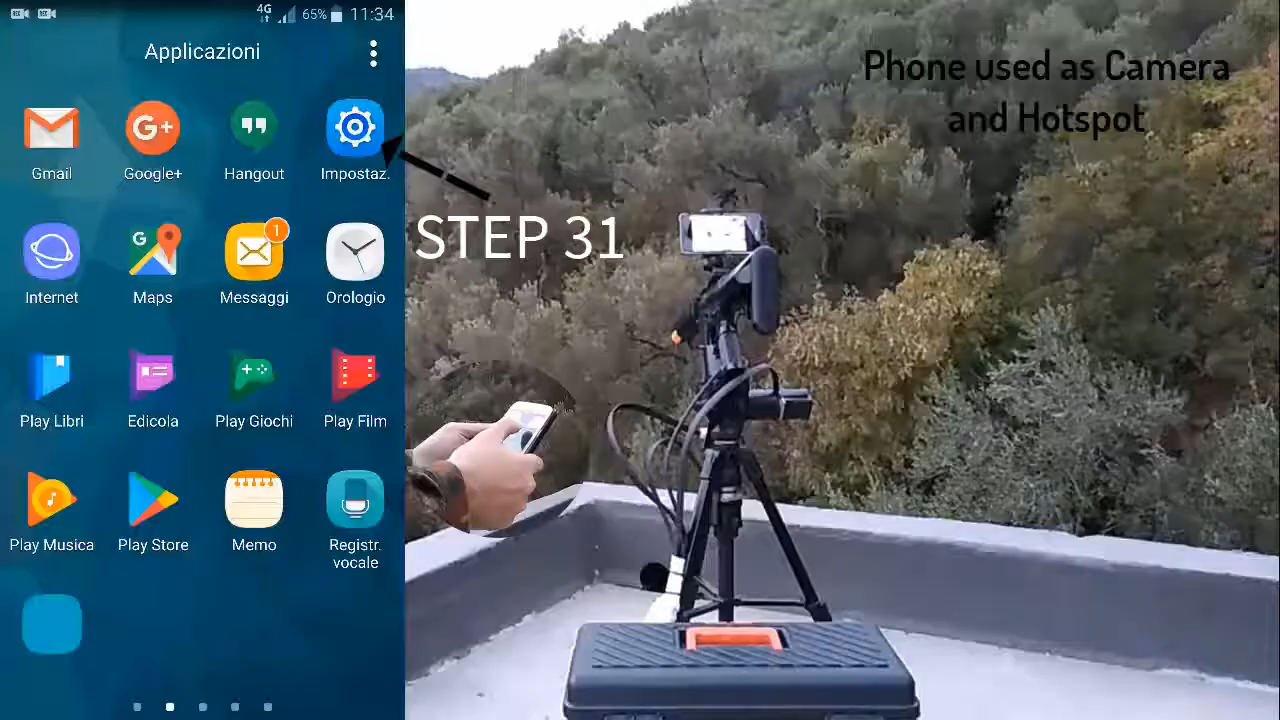 4G 65% 11:34
Applicazioni
Gmail
Google+
Hangout
Impostaz.
Internet
Maps
1
Messaggi
Orologio
Play Libri
Edicola
Play Giochi
Play Film
Play Musica
Play Store
Memo
Registr.
vocale
STEP 31
Phone used as Camera
and Hotspot